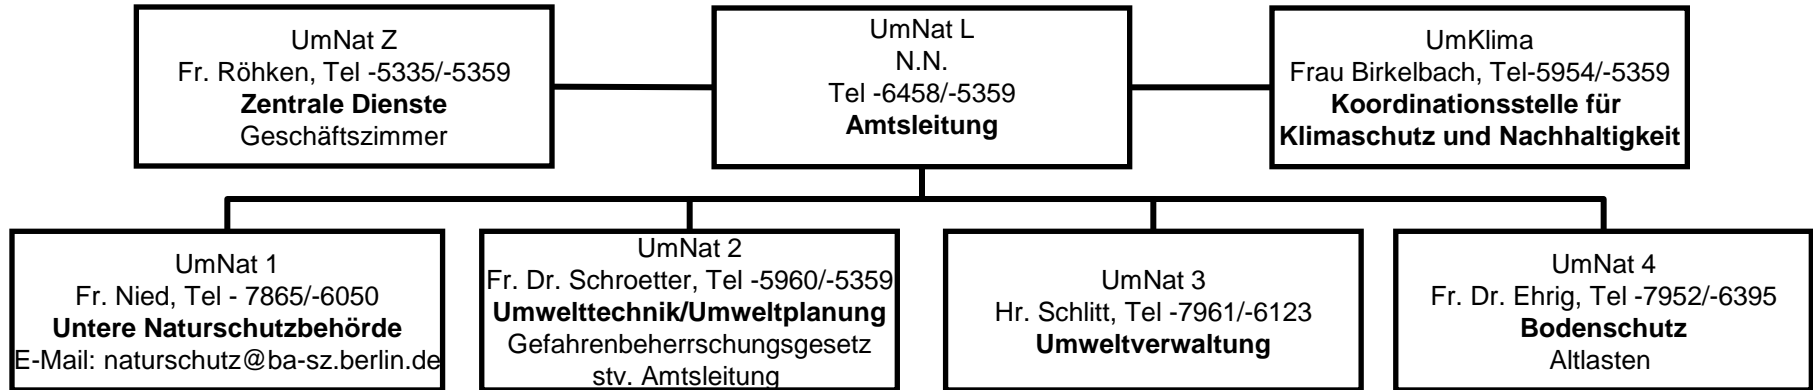 UmNat Z
Fr. Röhken, Tel -5335/-5359
Zentrale Dienste
Geschäftszimmer
UmNat L
N.N.
Tel -6458/-5359
Amtsleitung
UmKlima
Frau Birkelbach, Tel-5954/-5359
Koordinationsstelle für
Klimaschutz und Nachhaltigkeit
UmNat 1
Fr. Nied, Tel - 7865/-6050
Untere Naturschutzbehörde
E-Mail: naturschutz@ba-sz.berlin.de
UmNat 2
Fr. Dr. Schroetter, Tel -5960/-5359
Umwelttechnik/Umweltplanung
Gefahrenbeherrschungsgesetz
stv. Amtsleitung
UmNat 3
Hr. Schlitt, Tel -7961/-6123
Umweltverwaltung
UmNat 4
Fr. Dr. Ehrig, Tel -7952/-6395
Bodenschutz
Altlasten